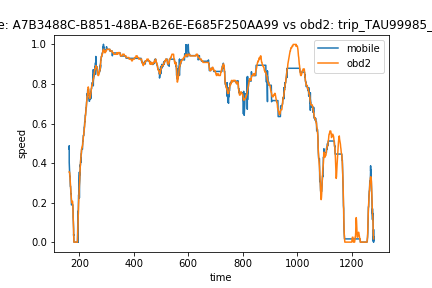 e: A7B3488C-B851-48BA-B26E-E685F250AA99 vs obd2: trip_TAU99985_
mobile
obd2
1.0
0.8
0.6
0.4
0.2
0.0
speed
200 400 600 800 1000 1200
time